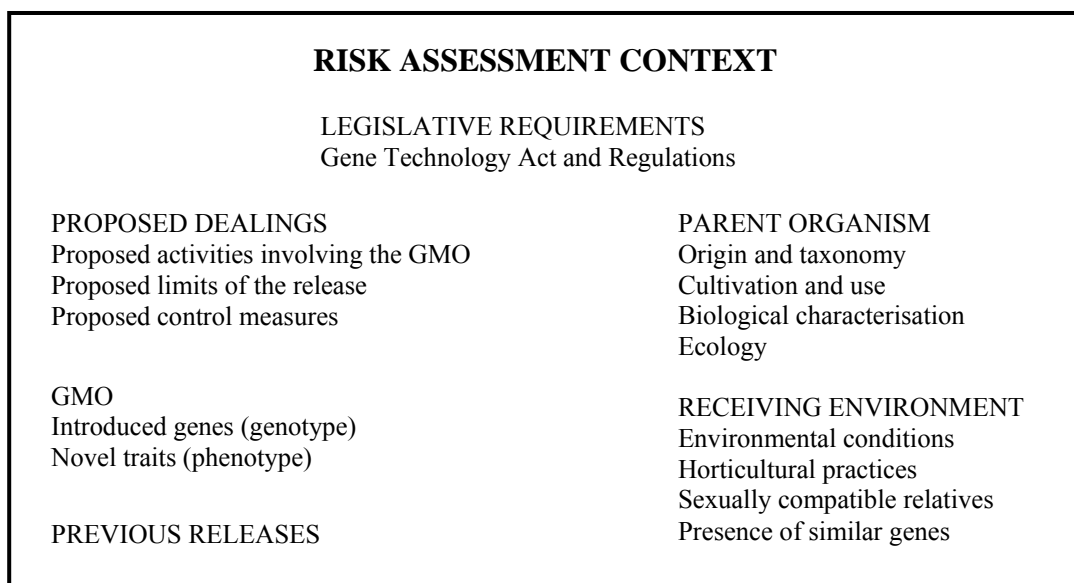 RISK ASSESSMENT CONTEXT
LEGISLATIVE REQUIREMENTS
Gene Technology Act and Regulations
PROPOSED DEALINGS
Proposed activities involving the GMO
Proposed limits of the release
Proposed control measures
GMO
Introduced genes (genotype)
Novel traits (phenotype)
PREVIOUS RELEASES
PARENT ORGANISM
Origin and taxonomy
Cultivation and use
Biological characterisation
Ecology
RECEIVING ENVIRONMENT
Environmental conditions
Horticultural practices
Sexually compatible relatives
Presence of similar genes